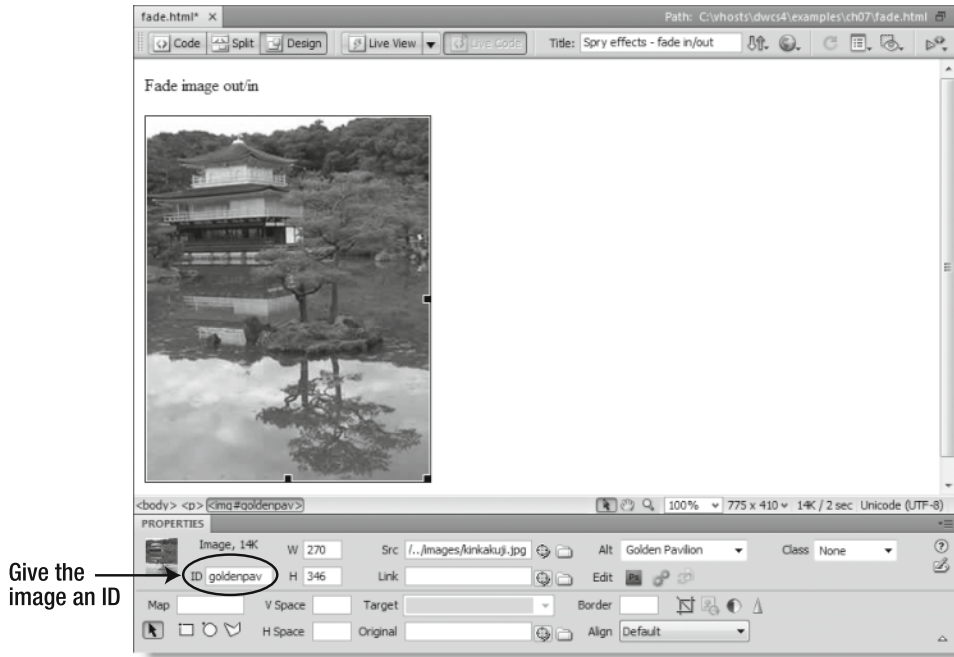 fade.html* × Path: C:\vhosts\dwcs4\examples\ch07\fade.html
Code Split Design Live View Live Code Title: Spry effects - fade in/out
Fade image out/in
<body> <p> <img#goldenpav> 100% 775 x 410 14K / 2 sec Unicode (UTF-8)
PROPERTIES
Image, 14K W 270 Src /../images/kinkakuji.jpg Alt Golden Pavilion Class None
ID goldenpav H 346 Link Edit Ps
Give the
image an ID
Map V Space Target Border
H Space Original Align Default